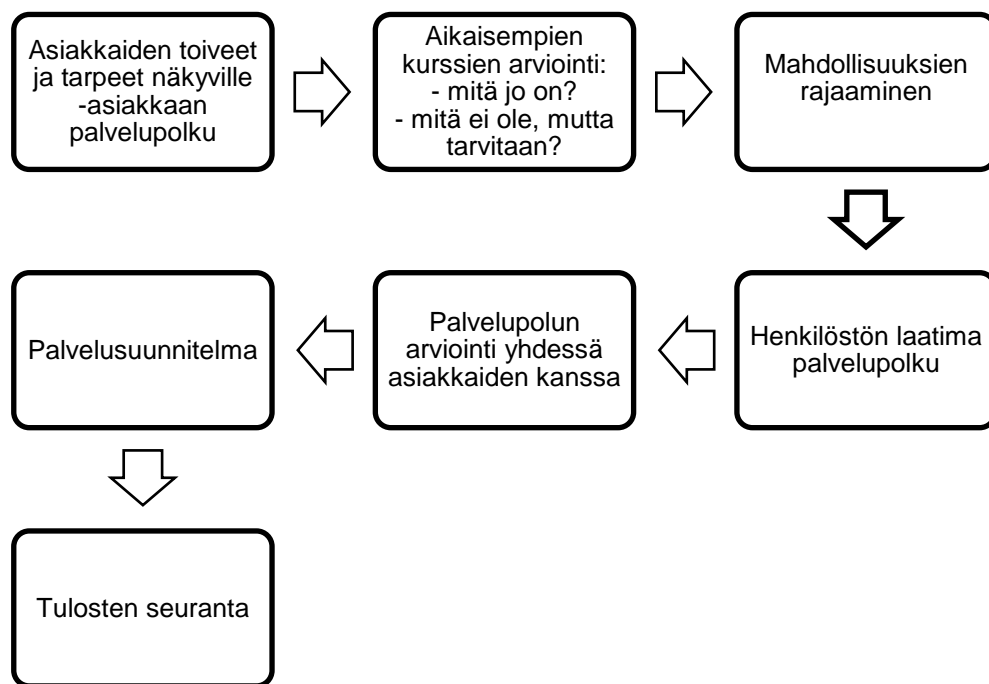 Asiakkaiden toiveet
ja tarpeet näkyville
-asiakkaan
palvelupolku
Aikaisempien
kurssien arviointi:
- mitä jo on?
- mitä ei ole, mutta
tarvitaan?
Mahdollisuuksien
rajaaminen
Henkilöstön laatima
palvelupolku
Palvelupolun
arviointi yhdessä
asiakkaiden kanssa
Palvelusuunnitelma
Tulosten seuranta